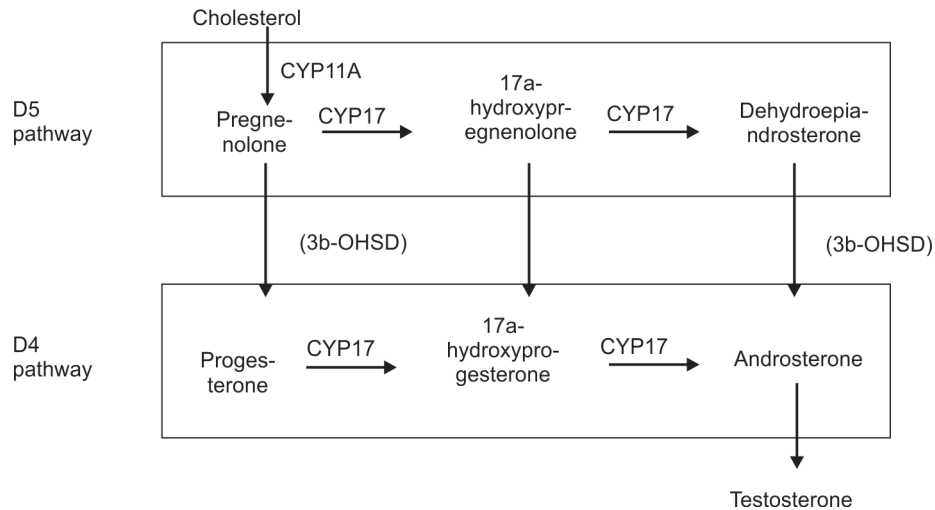 Cholesterol
CYP11A
D5
pathway
Pregne-
nolone
CYP17
17a-
hydroxypr-
egnenolone
CYP17
Dehydroepia-
ndrosterone
(3b-OHSD)
(3b-OHSD)
D4
pathway
Proges-
terone
CYP17
17a-
hydroxypro-
gesterone
CYP17
Androsterone
Testosterone